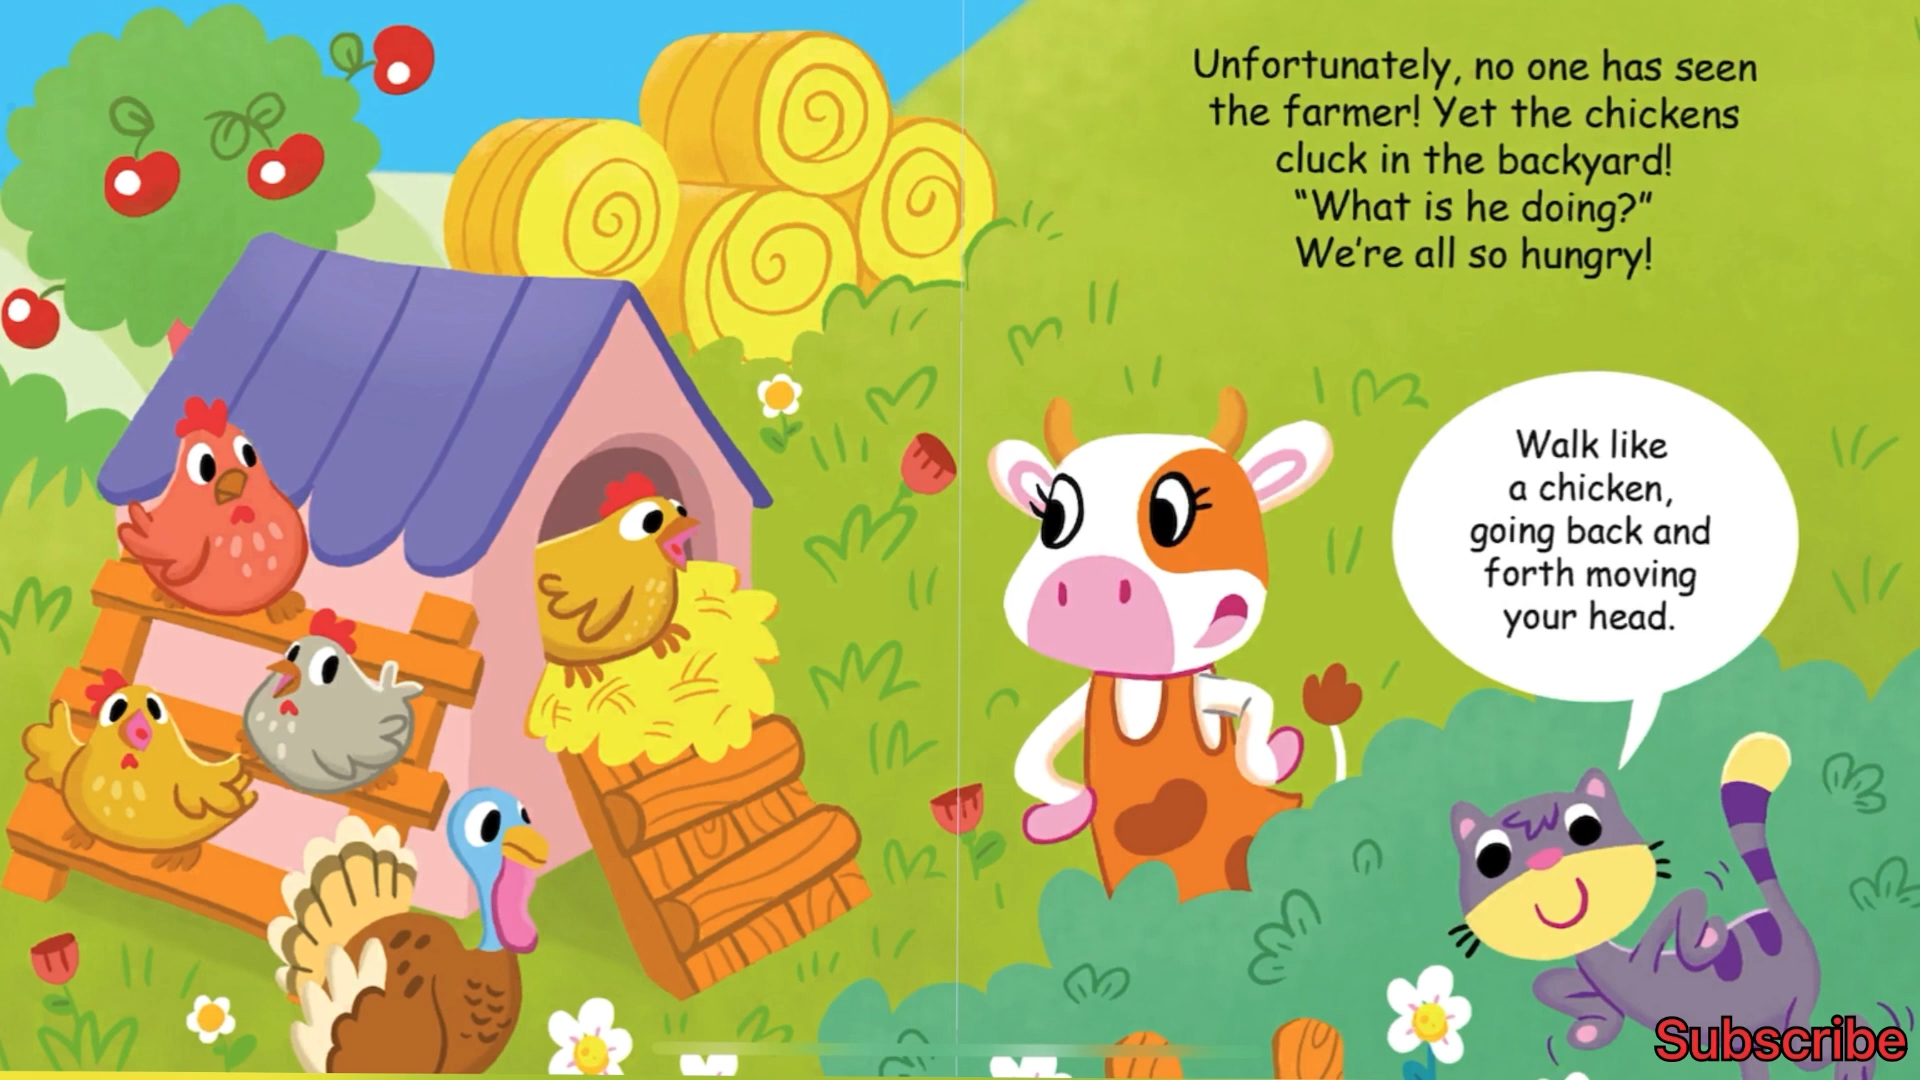 Unfortunately, no one has seen
the farmer! Yet the chickens
cluck in the backyard!
“What is he doing?”
We’re all so hungry!
Walk like
a chicken,
going back and
forth moving
your head.
Subscribe